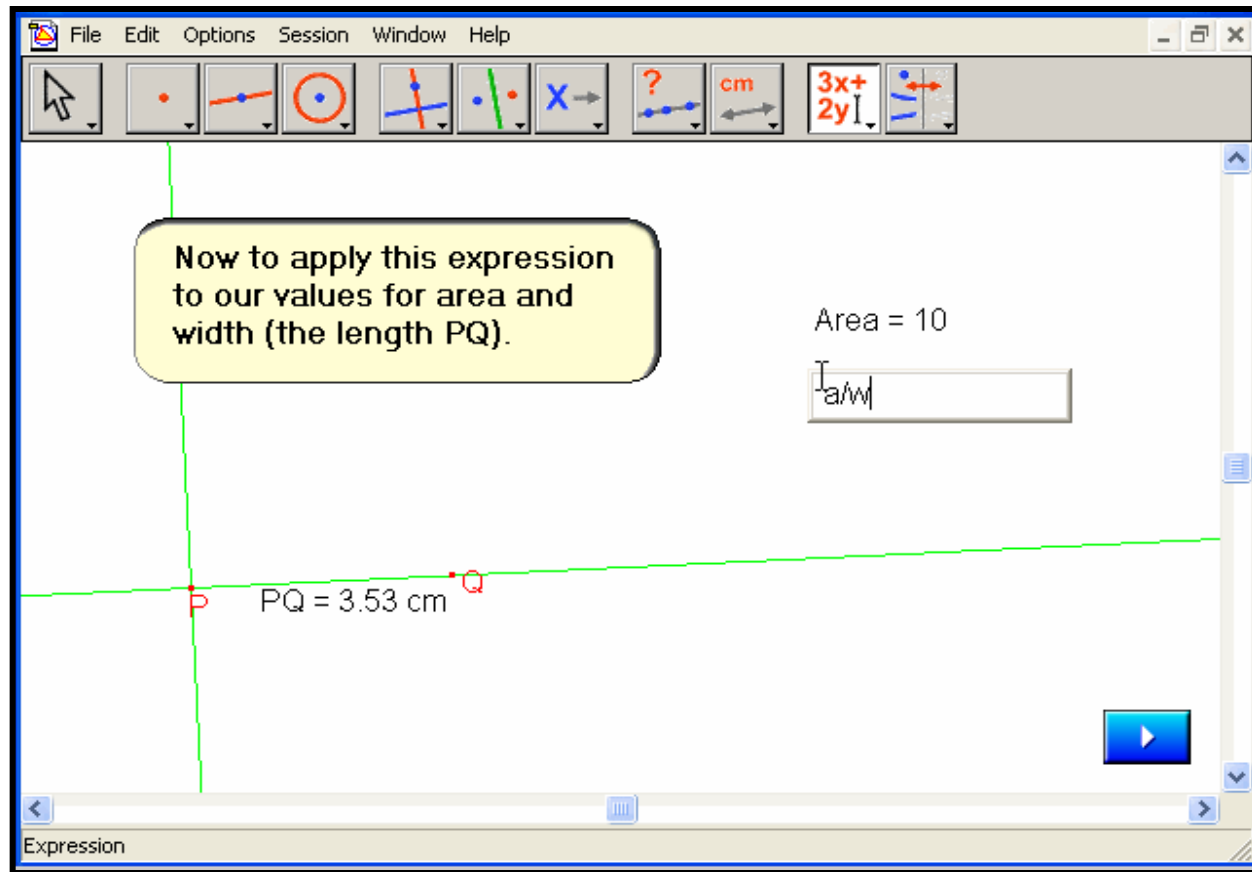 File Edit Options Session Window Help
? cm 3x+
2y
Now to apply this expression
to our values for area and
width (the length PQ).
Area = 10
a/w
P PQ = 3.53 cm Q
Expression